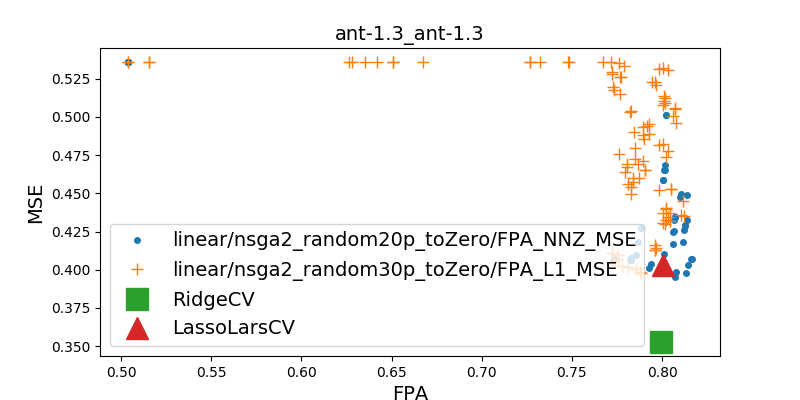 ant-1.3_ant-1.3
0.525
0.500
0.475
0.450
0.425
0.400
0.375
0.350
MSE
linear/nsga2_random20p_toZero/FPA_NNZ_MSE
linear/nsga2_random30p_toZero/FPA_L1_MSE
RidgeCV
LassoLarsCV
0.50 0.55 0.60 0.65 0.70 0.75 0.80
FPA